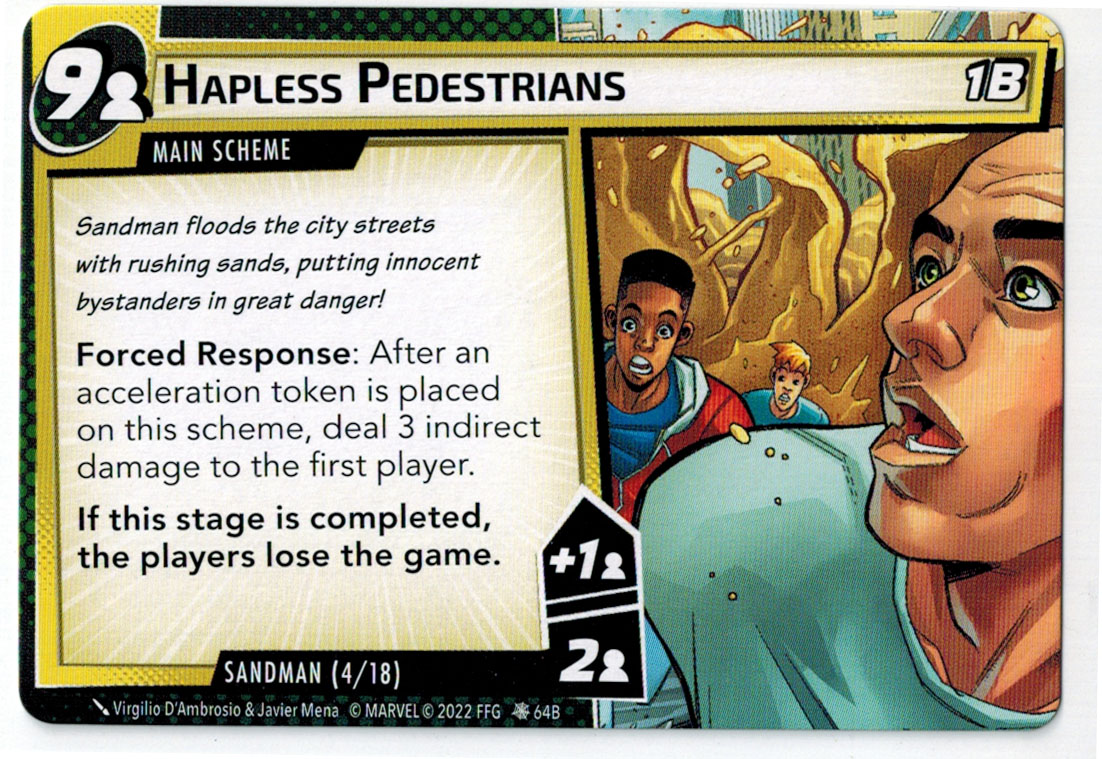 9
HAPLESS PEDESTRIANS
1B
MAIN SCHEME
Sandman floods the city streets
with rushing sands, putting innocent
bystanders in great danger!
Forced Response: After an
acceleration token is placed
on this scheme, deal 3 indirect
damage to the first player.
If this stage is completed,
the players lose the game.
+1
2
SANDMAN (4/18)
Virgilio D'Ambrosio & Javier Mena © MARVEL © 2022 FFG 64B